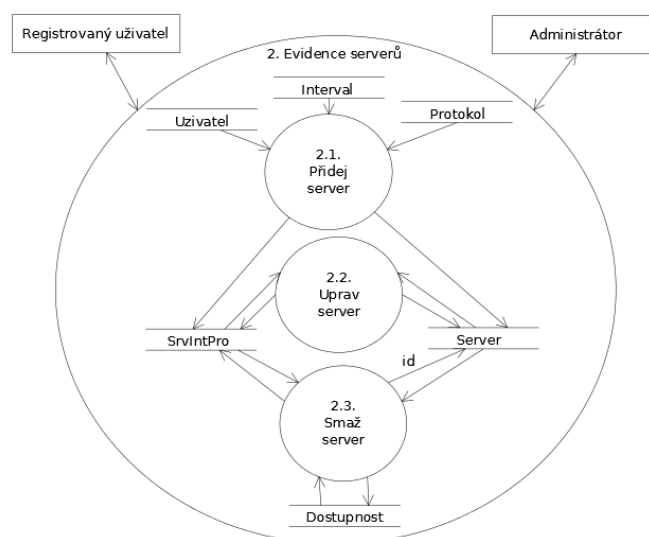 Registrovaný uživatel
Administrátor
2. Evidence serverů
Interval
Uzivatel
Protokol
2.1.
Přidej
server
2.2.
Uprav
server
SrvIntPro
Server
id
2.3.
Smaž
server
Dostupnost